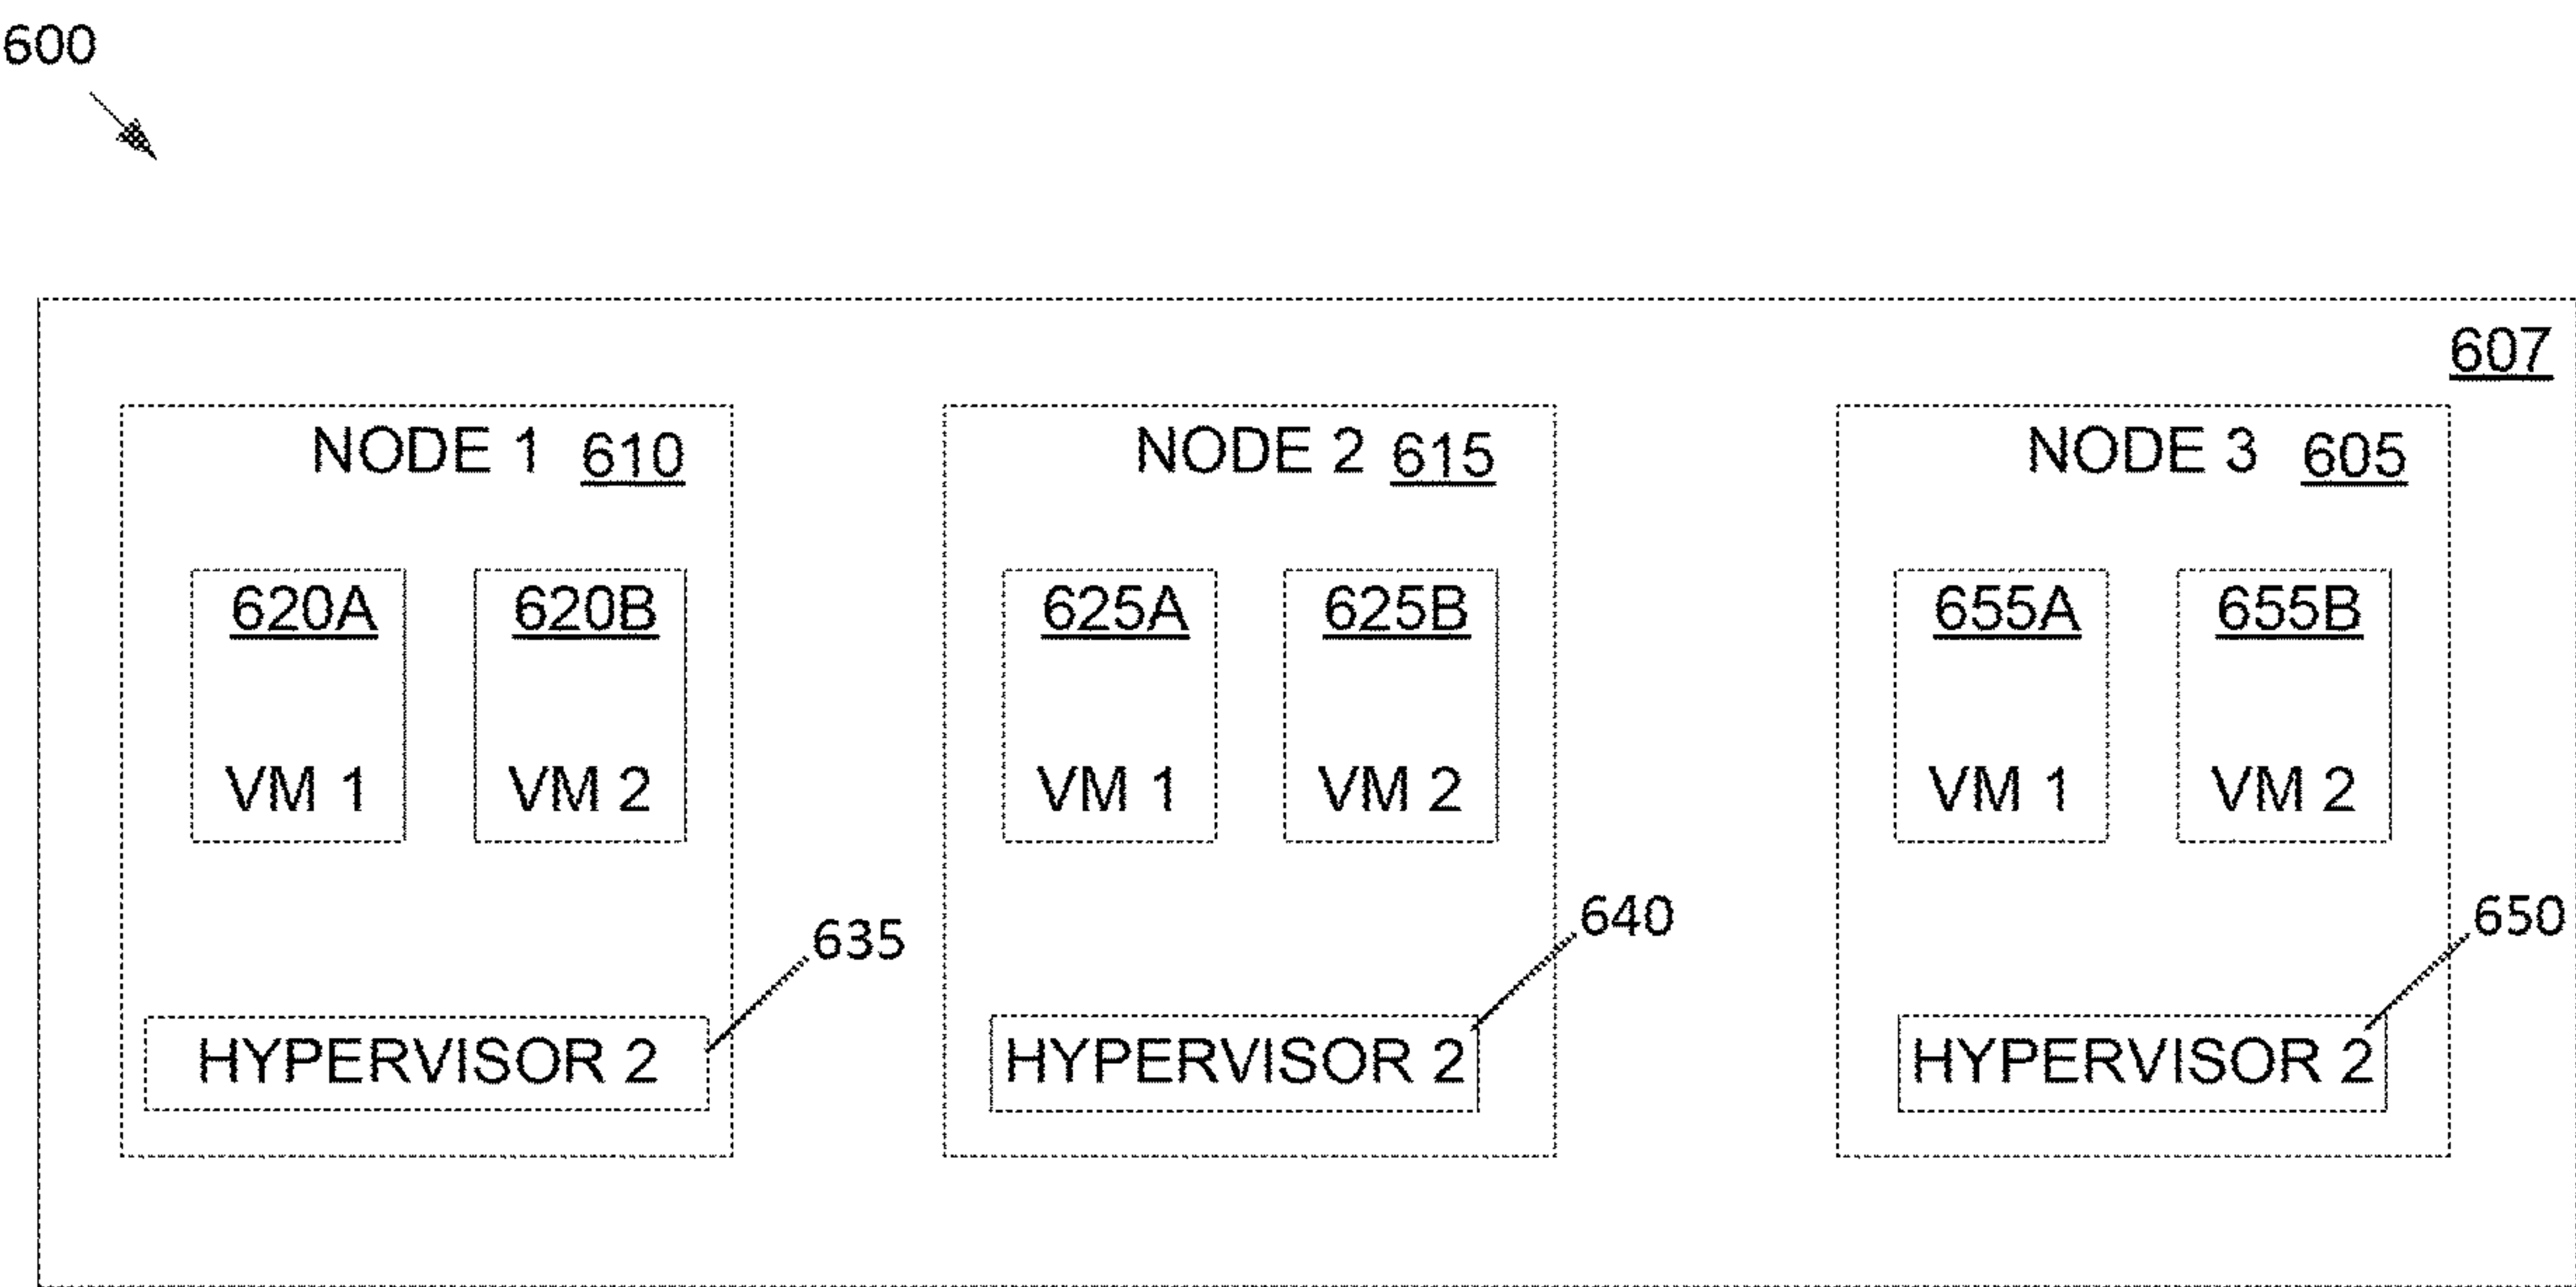 600
607
NODE 1 610
NODE 2 615
NODE 3 605
620A
620B
625A
625B
655A
655B
VM 1
VM 2
VM 1
VM 2
VM 1
VM 2
635
640
650
HYPERVISOR 2
HYPERVISOR 2
HYPERVISOR 2